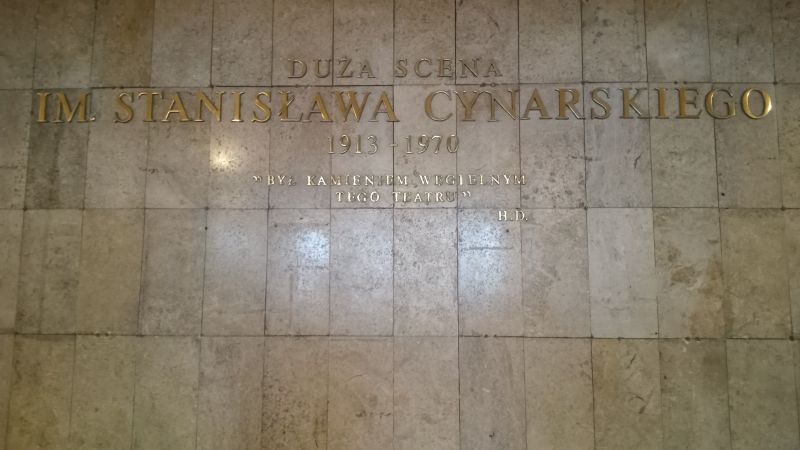 DUŻA SCENA
IM. STANISŁAWA CYNARSKIEGO
1913 - 1970
"BYŁ KAMIENIEM WĘGIELNYM
TEGO TEATRU"
H.D.